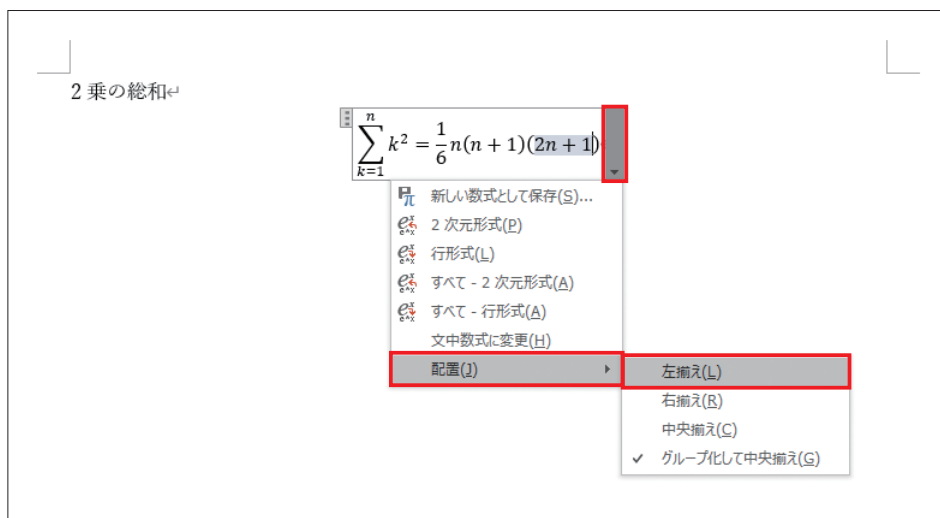 2 乗の総和↵
n
∑ k² = 1/6 n(n + 1)(2n + 1)
k=1
新しい数式として保存(S)...
2 次元形式(P)
行形式(L)
すべて - 2 次元形式(A)
すべて - 行形式(A)
文中数式に変更(H)
配置(J)
左揃え(L)
右揃え(R)
中央揃え(C)
✓ グループ化して中央揃え(G)